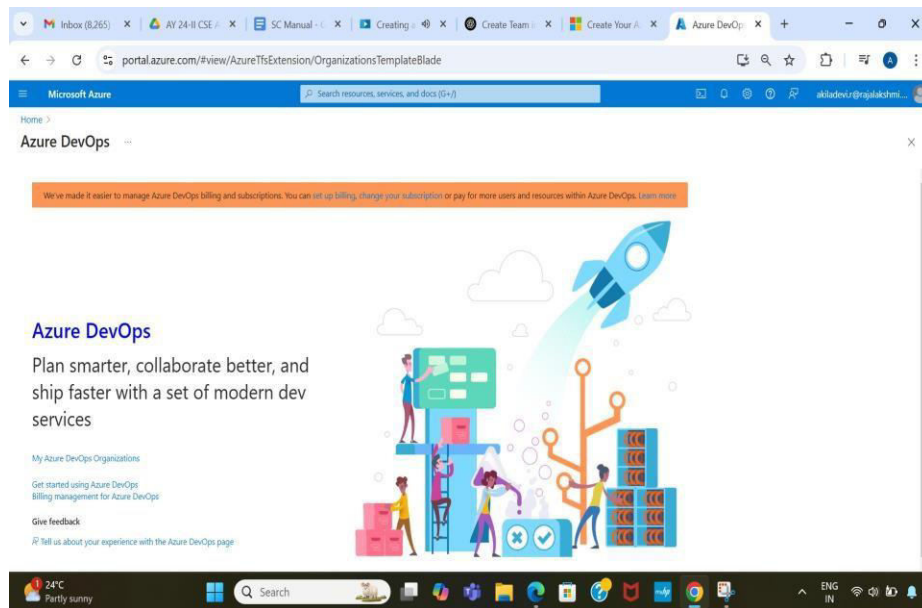 Inbox (8,265)
AY 24-II CSE
SC Manual -
Creating a
Create Team i
Create Your A
Azure DevOp
portal.azure.com/#view/AzureTfsExtension/OrganizationsTemplateBlade
A
Microsoft Azure
Search resources, services, and docs (G+/)
akiladevi.r@rajalakshmi...
Home >
Azure DevOps ...
We've made it easier to manage Azure DevOps billing and subscriptions. You can set up billing, change your subscription or pay for more users and resources within Azure DevOps. Learn more
Azure DevOps
Plan smarter, collaborate better, and
ship faster with a set of modern dev
services
My Azure DevOps Organizations
Get started using Azure DevOps
Billing management for Azure DevOps
Give feedback
Tell us about your experience with the Azure DevOps page
1
24°C
Partly sunny
Search
ENG
IN